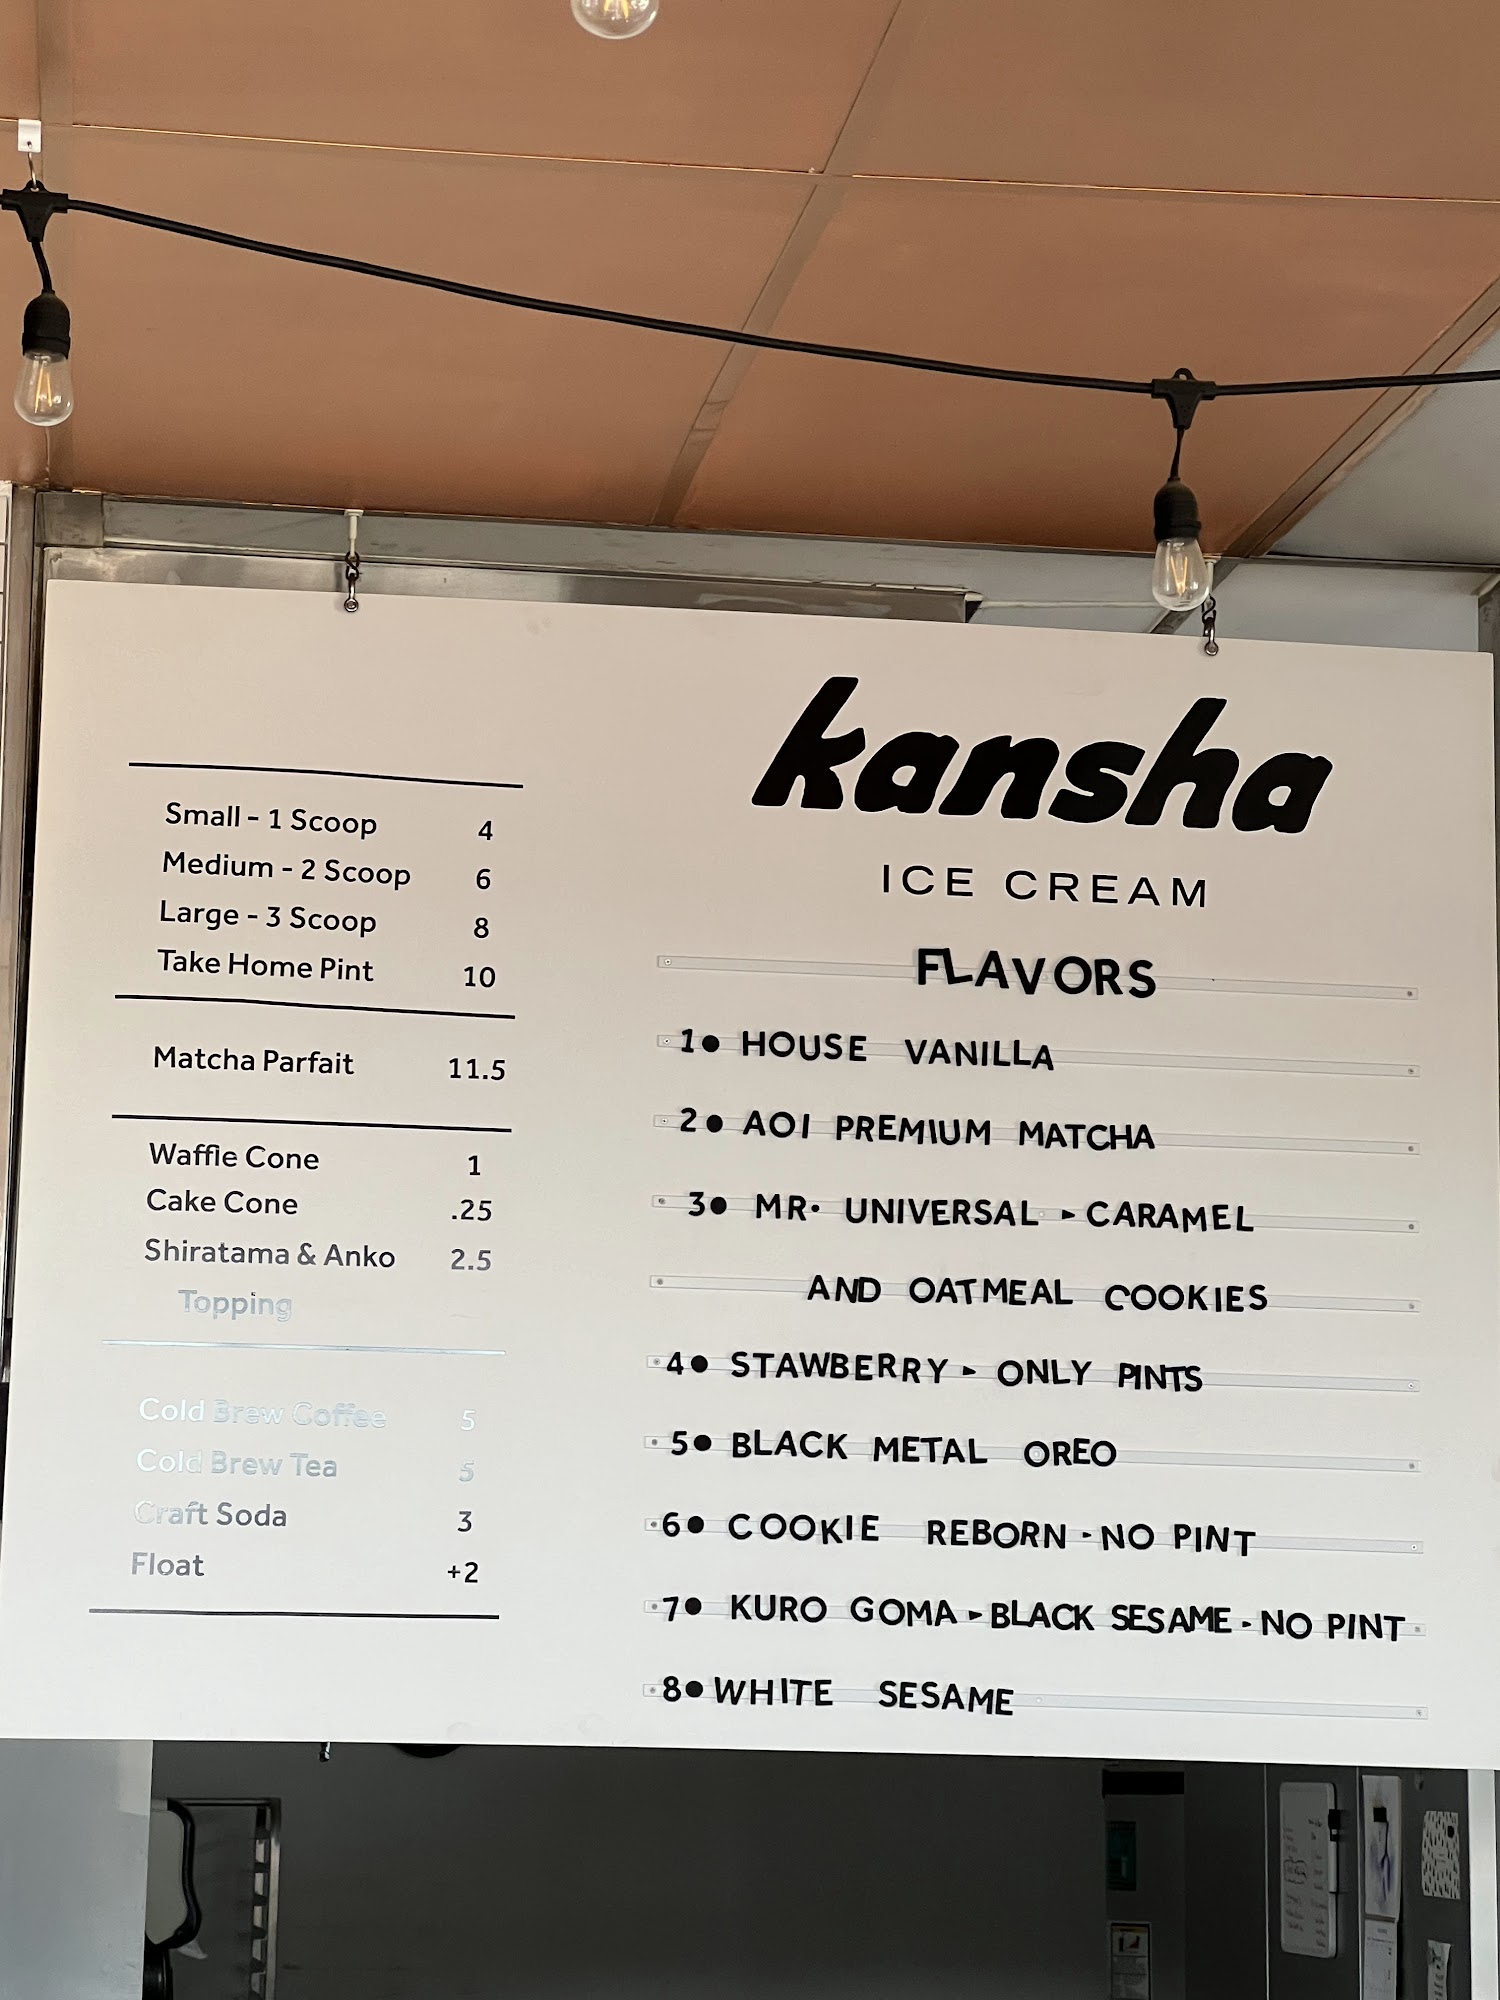 Small - 1 Scoop 4
Medium - 2 Scoop 6
Large - 3 Scoop 8
Take Home Pint 10
Matcha Parfait 11.5
Waffle Cone 1
Cake Cone .25
Shiratama & Anko 2.5
Topping
Cold Brew Coffee 5
Cold Brew Tea 5
Craft Soda 3
Float +2
kansha
ICE CREAM
FLAVORS
1● HOUSE VANILLA
2● AOI PREMIUM MATCHA
3● MR. UNIVERSAL - CARAMEL
AND OATMEAL COOKIES
4● STAWBERRY - ONLY PINTS
5● BLACK METAL OREO
6● COOKIE REBORN - NO PINT
7● KURO GOMA - BLACK SESAME - NO PINT
8● WHITE SESAME